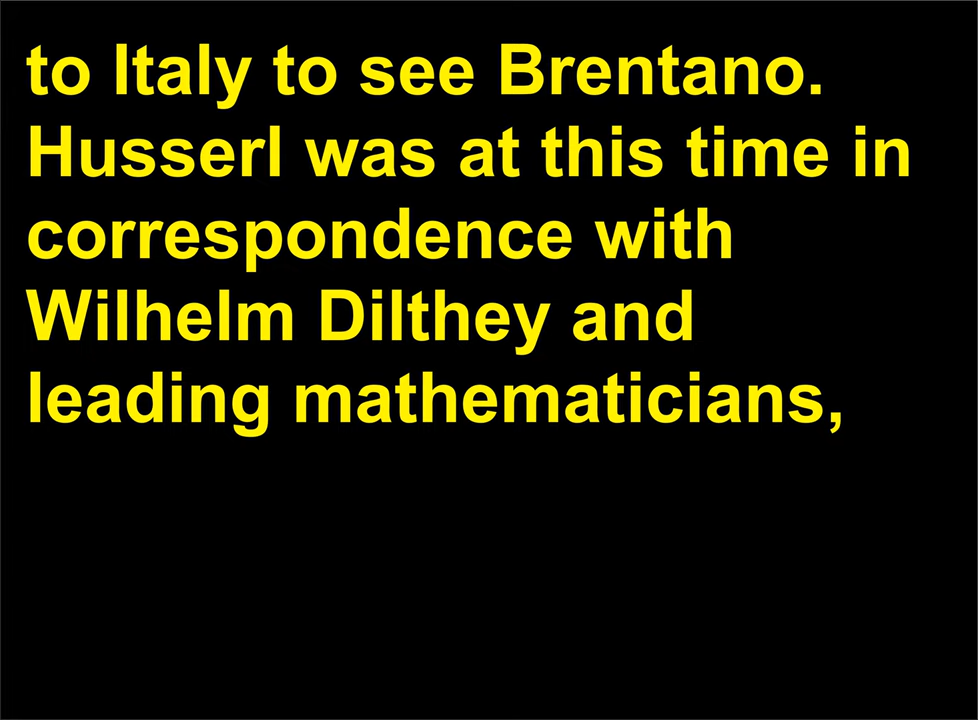 to Italy to see Brentano.
Husserl was at this time in
correspondence with
Wilhelm Dilthey and
leading mathematicians,